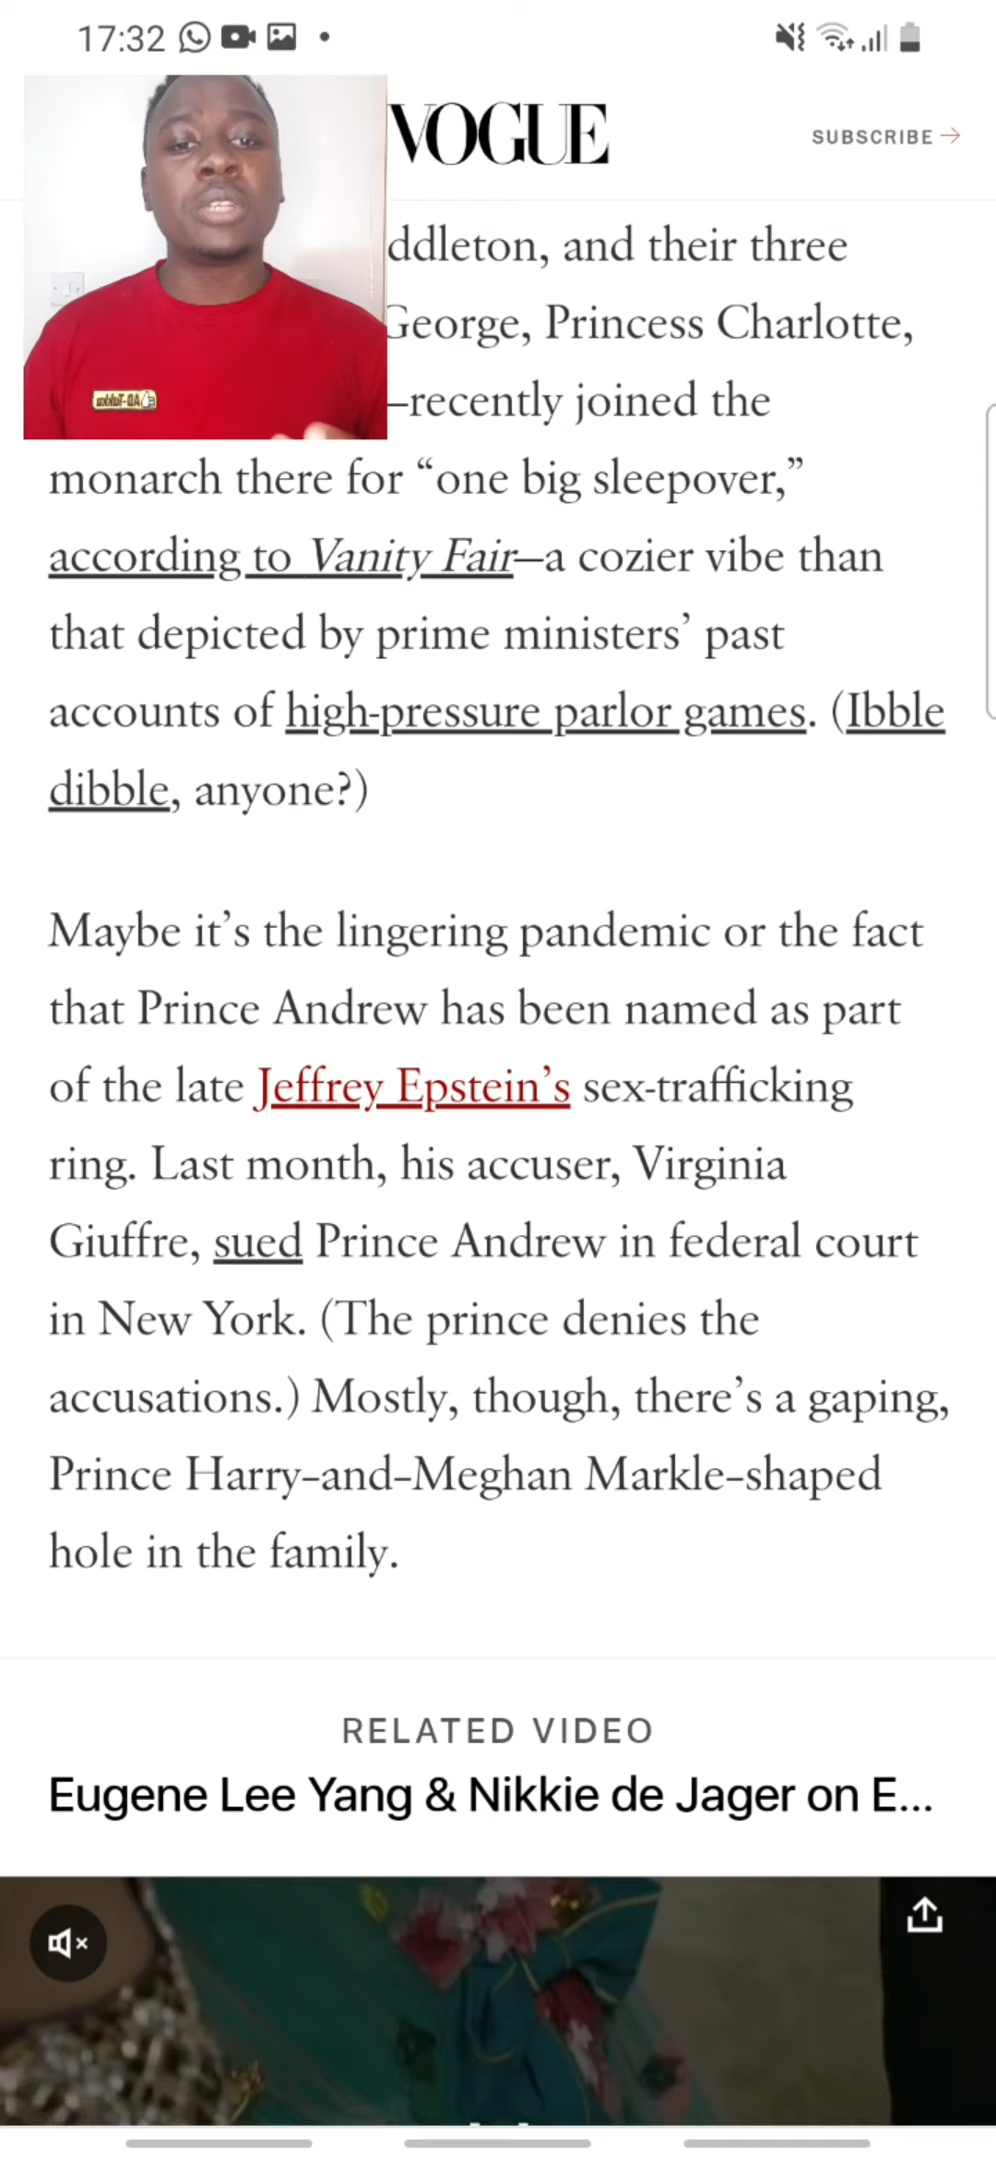 17:32
VOGUE
SUBSCRIBE →
ddleton, and their three
George, Princess Charlotte,
–recently joined the
monarch there for “one big sleepover,”
according to Vanity Fair—a cozier vibe than
that depicted by prime ministers’ past
accounts of high-pressure parlor games. (Ibble
dibble, anyone?)
Maybe it’s the lingering pandemic or the fact
that Prince Andrew has been named as part
of the late Jeffrey Epstein’s sex-trafficking
ring. Last month, his accuser, Virginia
Giuffre, sued Prince Andrew in federal court
in New York. (The prince denies the
accusations.) Mostly, though, there’s a gaping,
Prince Harry–and–Meghan Markle–shaped
hole in the family.
RELATED VIDEO
Eugene Lee Yang & Nikkie de Jager on E...